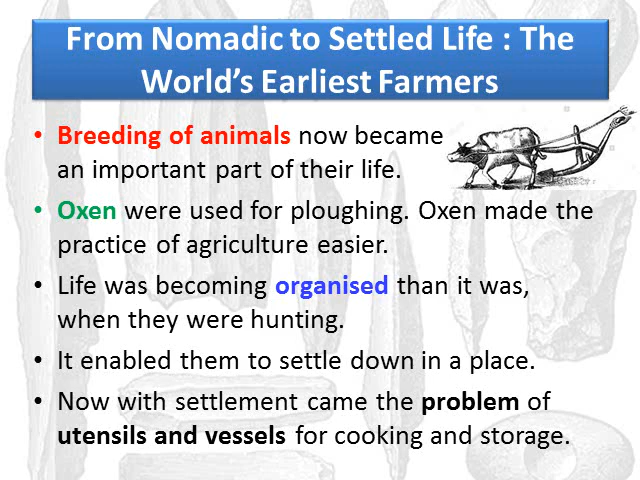 From Nomadic to Settled Life : The
World's Earliest Farmers
• Breeding of animals now became
an important part of their life.
• Oxen were used for ploughing. Oxen made the
practice of agriculture easier.
• Life was becoming organised than it was,
when they were hunting.
• It enabled them to settle down in a place.
• Now with settlement came the problem of
utensils and vessels for cooking and storage.